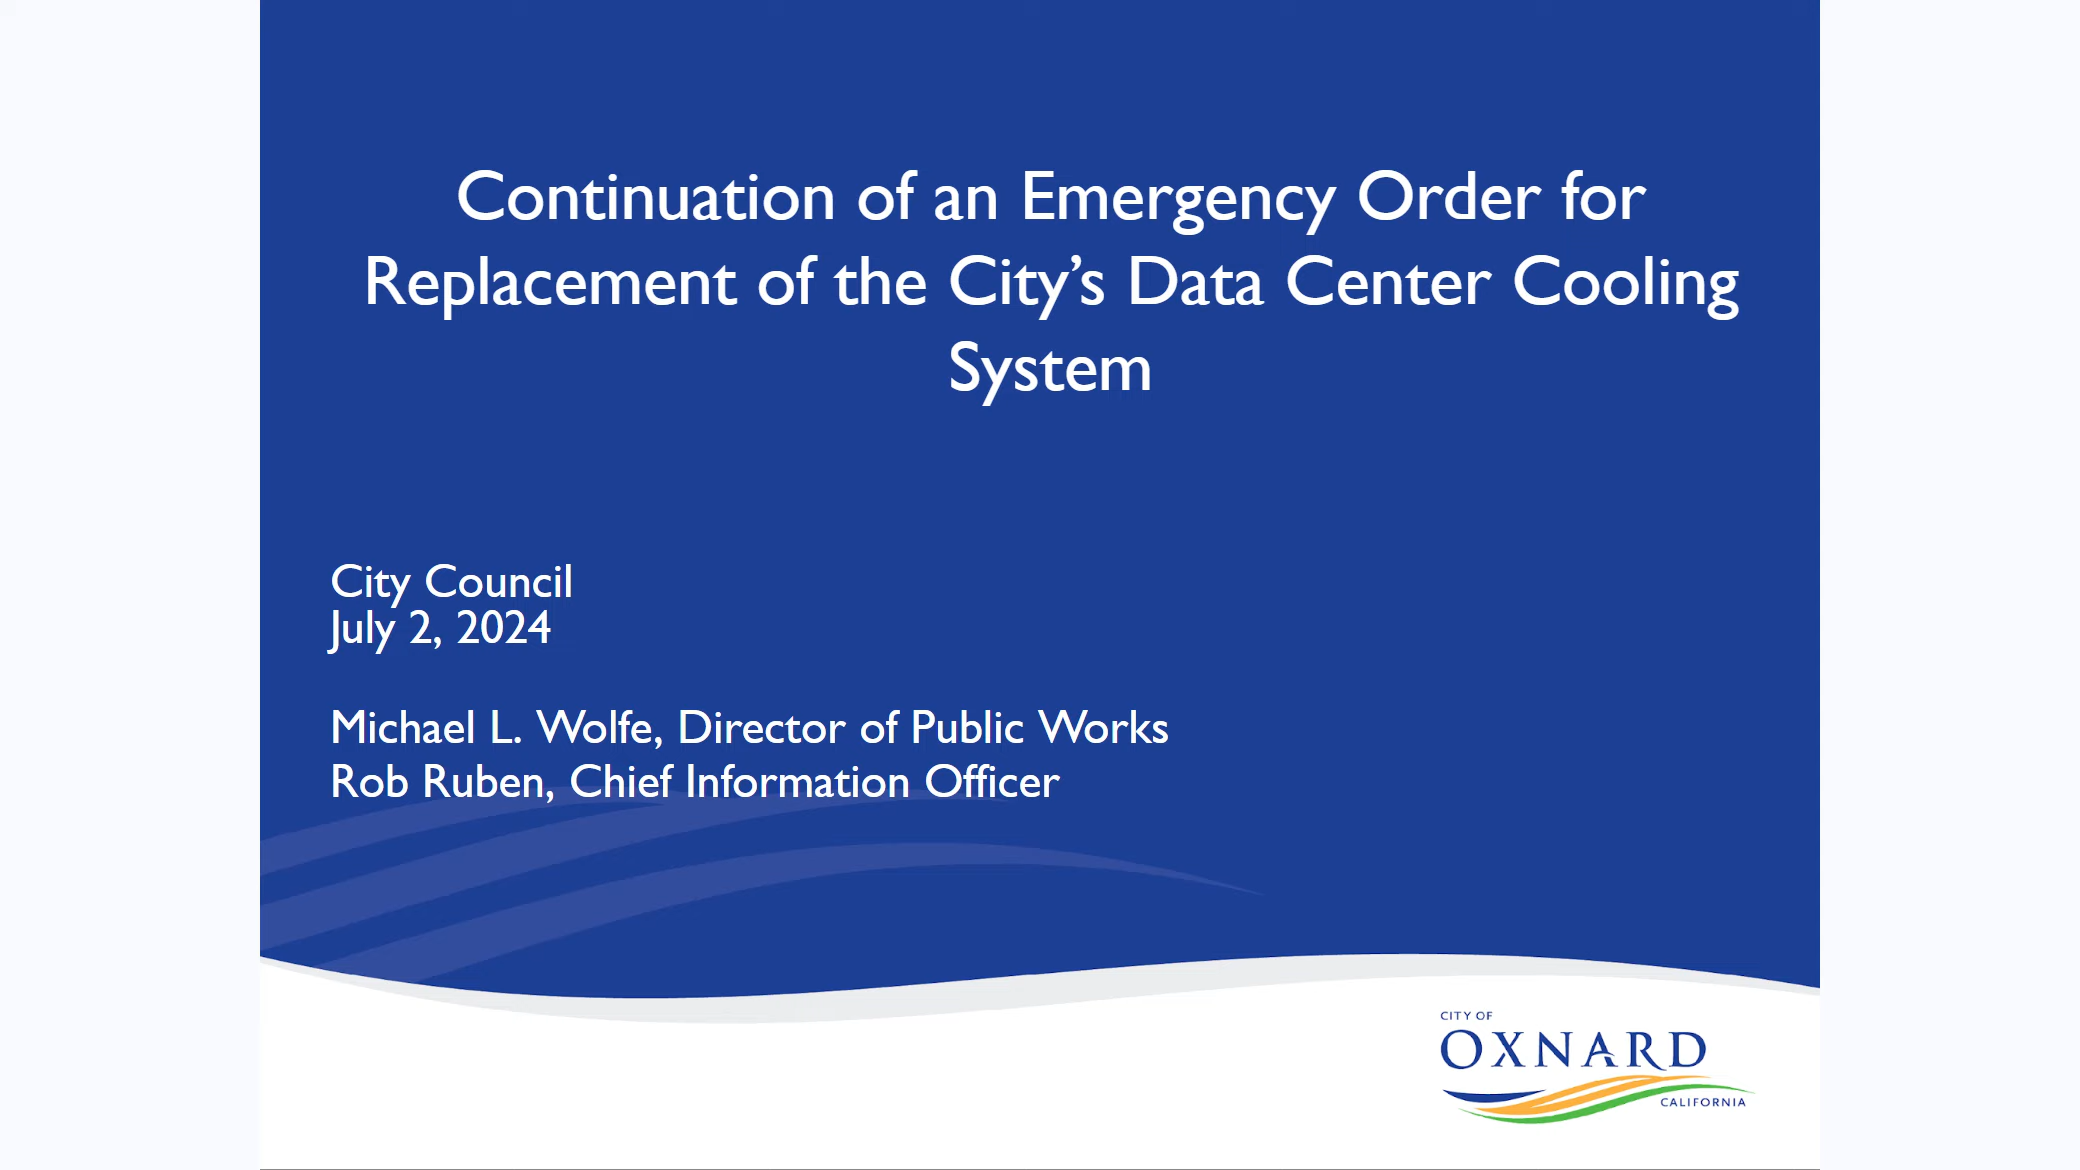 Continuation of an Emergency Order for
Replacement of the City’s Data Center Cooling
System
City Council
July 2, 2024
Michael L. Wolfe, Director of Public Works
Rob Ruben, Chief Information Officer
CITY OF
OXNARD
CALIFORNIA